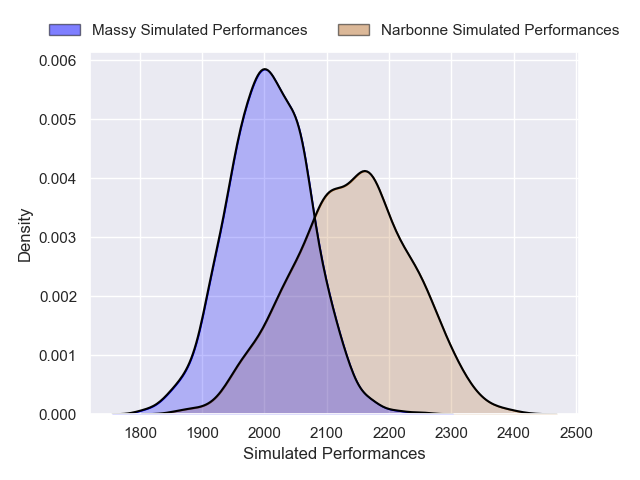 Massy Simulated Performances Narbonne Simulated Performances
0.006
0.005
0.004
0.003
0.002
0.001
0.000
Density
1800 1900 2000 2100 2200 2300 2400 2500
Simulated Performances